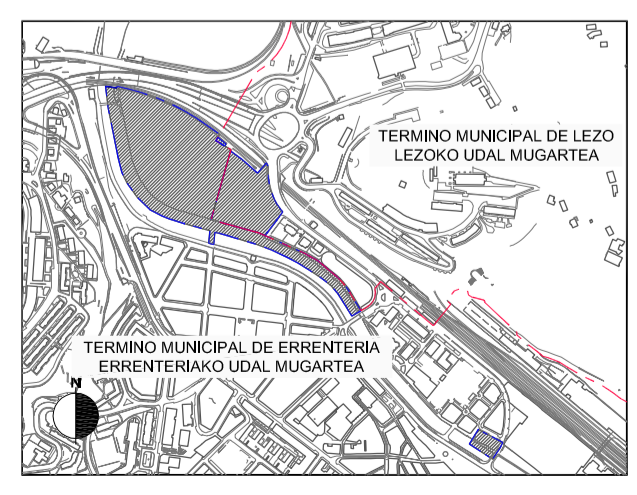 TERMINO MUNICIPAL DE LEZO
LEZOKO UDAL MUGARTEA
TERMINO MUNICIPAL DE ERRENTERIA
ERRENTERIAKO UDAL MUGARTEA
N